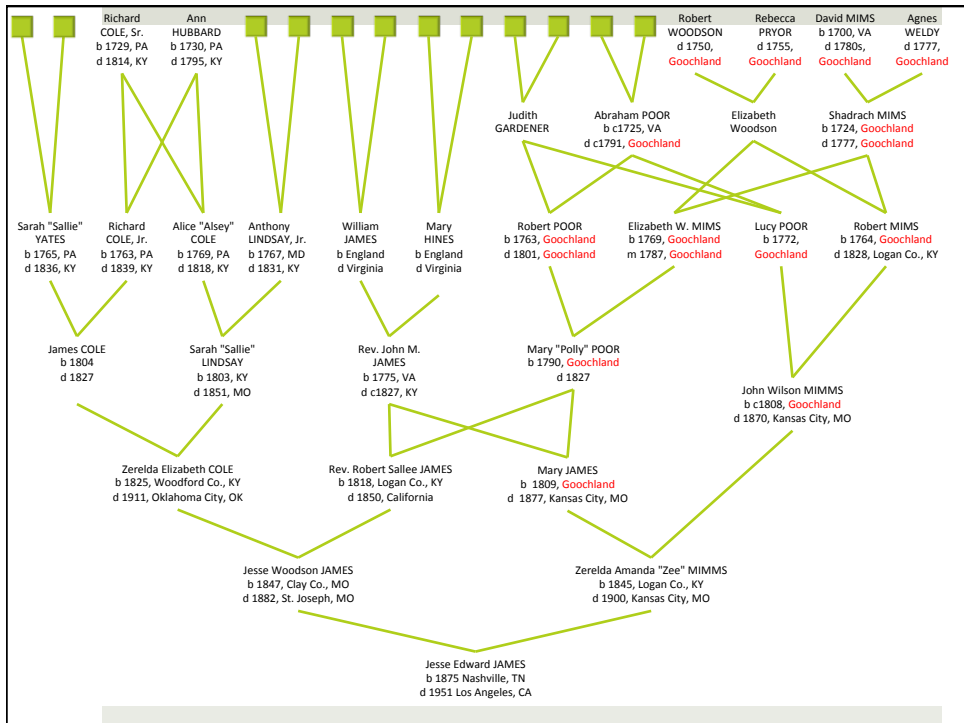 Richard
COLE, Sr.
b 1729, PA
d 1814, KY
Ann
HUBBARD
b 1730, PA
d 1795, KY
Robert
WOODSON
d 1750,
Goochland
Rebecca
PRYOR
d 1755,
Goochland
David MIMS
b 1700, VA
d 1780s,
Goochland
Agnes
WELDY
d 1777,
Goochland
Judith
GARDENER
Abraham POOR
b c1725, VA
d c1791, Goochland
Elizabeth
Woodson
Shadrach MIMS
b 1724, Goochland
d 1777, Goochland
Sarah "Sallie"
YATES
b 1765, PA
d 1836, KY
Richard
COLE, Jr.
b 1763, PA
d 1839, KY
Alice "Alsey"
COLE
b 1769, PA
d 1818, KY
Anthony
LINDSAY, Jr.
b 1767, MD
d 1831, KY
William
JAMES
b England
d Virginia
Mary
HINES
b England
d Virginia
Robert POOR
b 1763, Goochland
d 1801, Goochland
Elizabeth W. MIMS
b 1769, Goochland
m 1787, Goochland
Lucy POOR
b 1772,
Goochland
Robert MIMS
b 1764, Goochland
d 1828, Logan Co., KY
James COLE
b 1804
d 1827
Sarah "Sallie"
LINDSAY
b 1803, KY
d 1851, MO
Rev. John M.
JAMES
b 1775, VA
d c1827, KY
Mary "Polly" POOR
b 1790, Goochland
d 1827
John Wilson MIMMS
b c1808, Goochland
d 1870, Kansas City, MO
Zerelda Elizabeth COLE
b 1825, Woodford Co., KY
d 1911, Oklahoma City, OK
Rev. Robert Sallee JAMES
b 1818, Logan Co., KY
d 1850, California
Mary JAMES
b 1809, Goochland
d 1877, Kansas City, MO
Jesse Woodson JAMES
b 1847, Clay Co., MO
d 1882, St. Joseph, MO
Zerelda Amanda "Zee" MIMMS
b 1845, Logan Co., KY
d 1900, Kansas City, MO
Jesse Edward JAMES
b 1875 Nashville, TN
d 1951 Los Angeles, CA